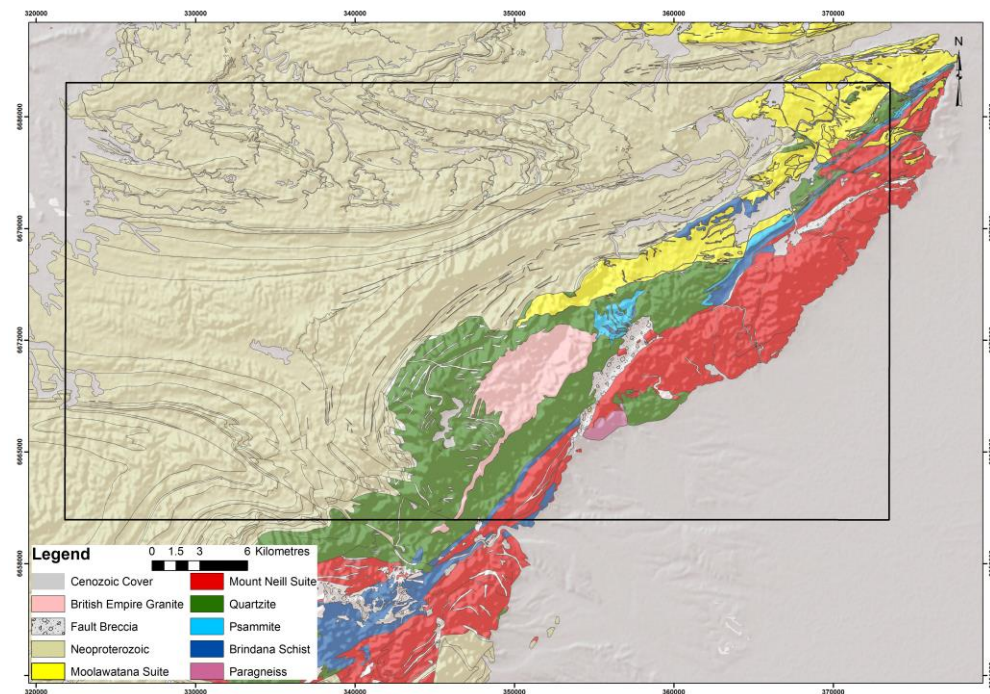 320000 330000 340000 350000 360000 370000
N
6686000
6679000
6672000
6665000
6658000
Legend
0 1.5 3 6 Kilometres
Cenozoic Cover
British Empire Granite
Fault Breccia
Neoproterozoic
Moolawatana Suite
Mount Neill Suite
Quartzite
Psammite
Brindana Schist
Paragneiss
320000 330000 340000 350000 360000 370000